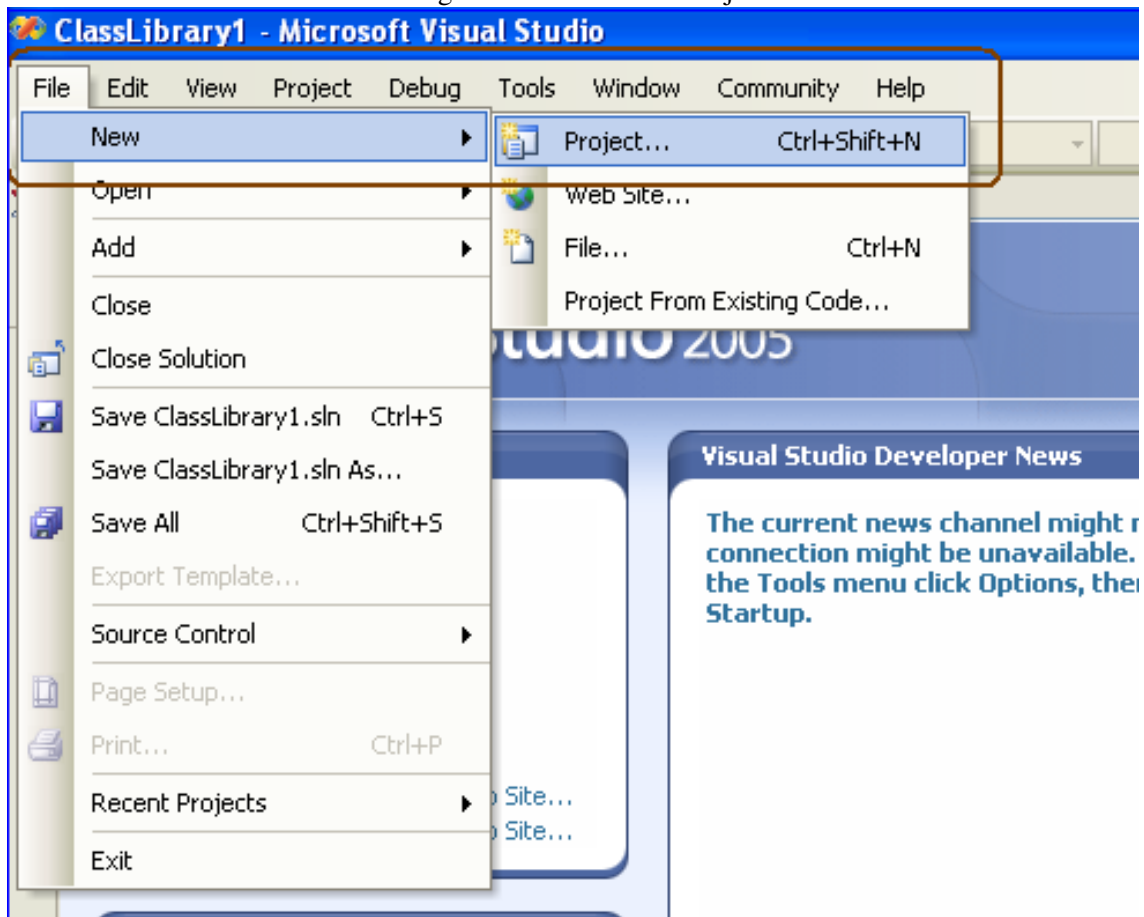 ClassLibrary1 - Microsoft Visual Studio
File Edit View Project Debug Tools Window Community Help
New
Project... Ctrl+Shift+N
Open
Web Site...
Add
File... Ctrl+N
Close
Project From Existing Code...
Close Solution
2005
Save ClassLibrary1.sln Ctrl+S
Save ClassLibrary1.sln As...
Visual Studio Developer News
Save All Ctrl+Shift+S
The current news channel might
connection might be unavailable.
Export Template...
the Tools menu click Options,
Startup.
Source Control
Page Setup...
Print... Ctrl+P
Recent Projects
Site...
Site...
Exit